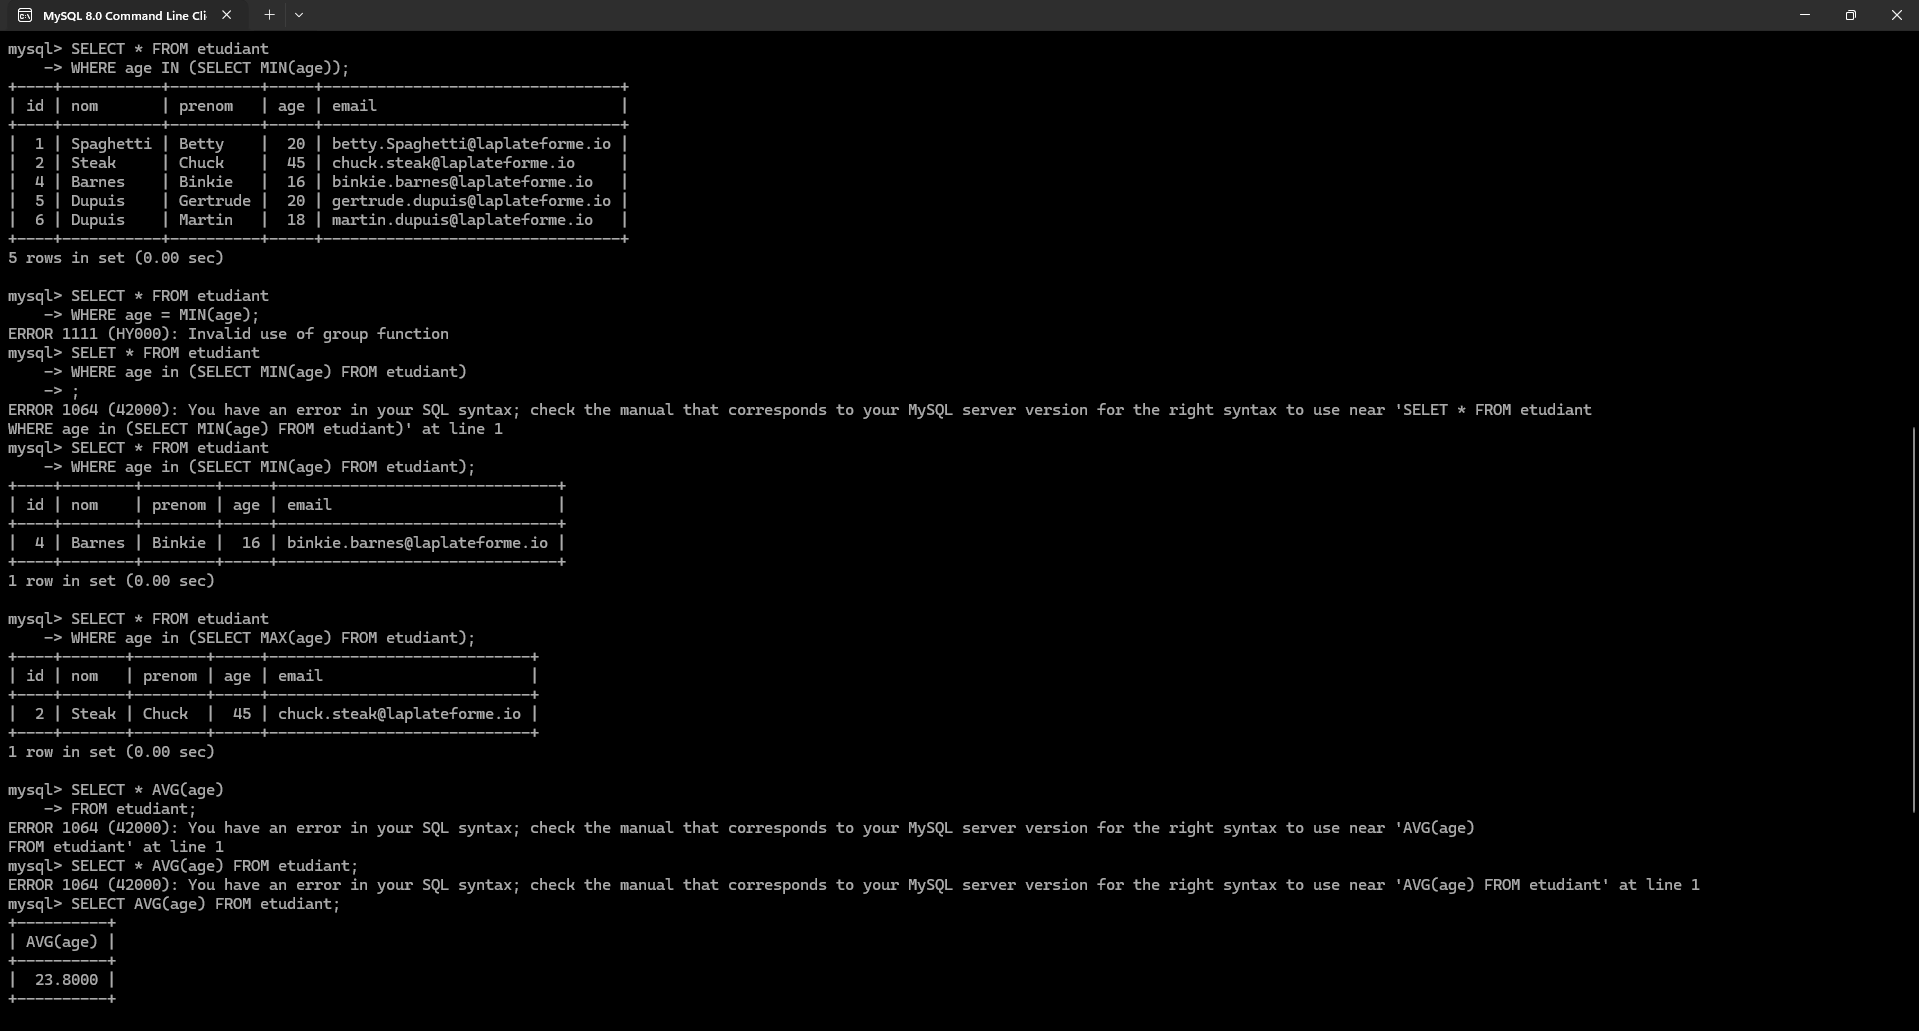 MySQL 8.0 Command Line Cli
mysql> SELECT * FROM etudiant
    -> WHERE age IN (SELECT MIN(age));
+----+-----------+----------+-----+---------------------------------+
| id | nom       | prenom   | age | email                           |
+----+-----------+----------+-----+---------------------------------+
|  1 | Spaghetti | Betty    |  20 | betty.Spaghetti@laplateforme.io |
|  2 | Steak     | Chuck    |  45 | chuck.steak@laplateforme.io     |
|  4 | Barnes    | Binkie   |  16 | binkie.barnes@laplateforme.io   |
|  5 | Dupuis    | Gertrude |  20 | gertrude.dupuis@laplateforme.io |
|  6 | Dupuis    | Martin   |  18 | martin.dupuis@laplateforme.io   |
+----+-----------+----------+-----+---------------------------------+
5 rows in set (0.00 sec)

mysql> SELECT * FROM etudiant
    -> WHERE age = MIN(age);
ERROR 1111 (HY000): Invalid use of group function
mysql> SELET * FROM etudiant
    -> WHERE age in (SELECT MIN(age) FROM etudiant)
    -> ;
ERROR 1064 (42000): You have an error in your SQL syntax; check the manual that corresponds to your MySQL server version for the right syntax to use near 'SELET * FROM etudiant
WHERE age in (SELECT MIN(age) FROM etudiant)' at line 1
mysql> SELECT * FROM etudiant
    -> WHERE age in (SELECT MIN(age) FROM etudiant);
+----+--------+--------+-----+-------------------------------+
| id | nom    | prenom | age | email                         |
+----+--------+--------+-----+-------------------------------+
|  4 | Barnes | Binkie |  16 | binkie.barnes@laplateforme.io |
+----+--------+--------+-----+-------------------------------+
1 row in set (0.00 sec)

mysql> SELECT * FROM etudiant
    -> WHERE age in (SELECT MAX(age) FROM etudiant);
+----+-------+--------+-----+-----------------------------+
| id | nom   | prenom | age | email                       |
+----+-------+--------+-----+-----------------------------+
|  2 | Steak | Chuck  |  45 | chuck.steak@laplateforme.io |
+----+-------+--------+-----+-----------------------------+
1 row in set (0.00 sec)

mysql> SELECT * AVG(age)
    -> FROM etudiant;
ERROR 1064 (42000): You have an error in your SQL syntax; check the manual that corresponds to your MySQL server version for the right syntax to use near 'AVG(age)
FROM etudiant' at line 1
mysql> SELECT * AVG(age) FROM etudiant;
ERROR 1064 (42000): You have an error in your SQL syntax; check the manual that corresponds to your MySQL server version for the right syntax to use near 'AVG(age) FROM etudiant' at line 1
mysql> SELECT AVG(age) FROM etudiant;
+----------+
| AVG(age) |
+----------+
|  23.8000 |
+----------+